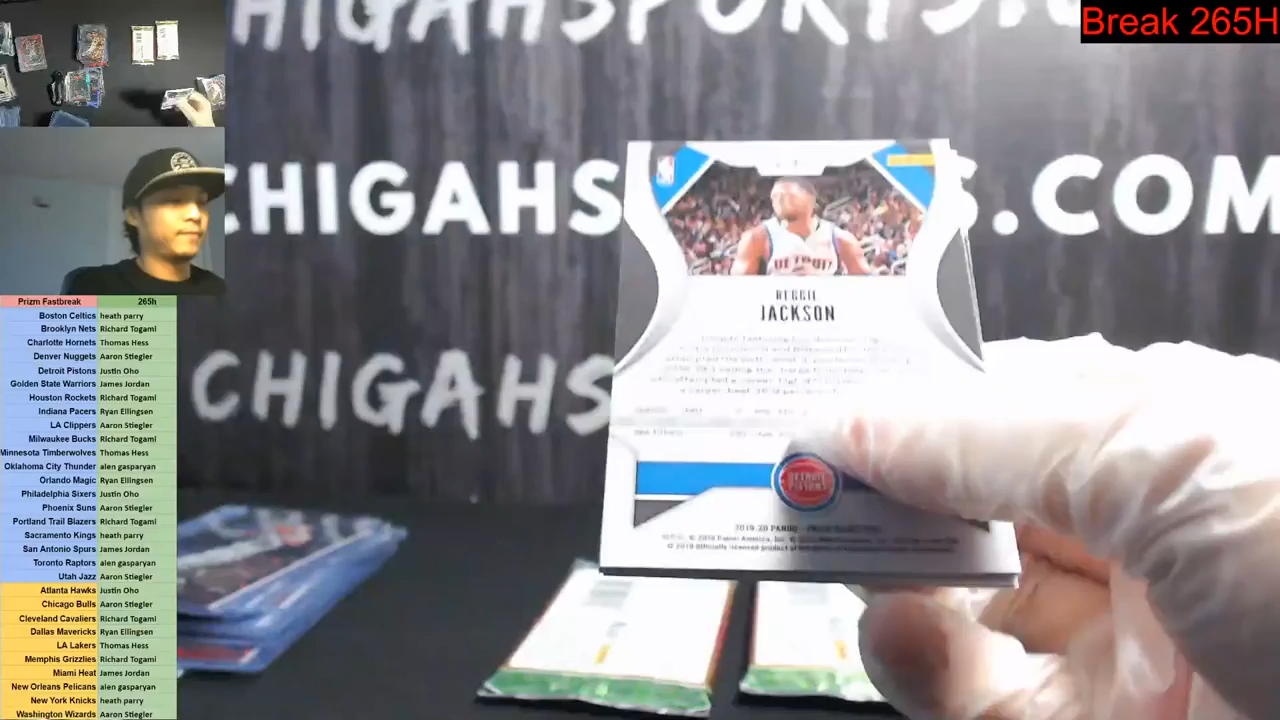 Break 265H
CHIGAHSPORTS.C
CHIGAHS S.COM
CHIGAHS
REGGIE
JACKSON
DETROIT
DETROIT
PISTONS
Prizm Fastbreak 265h
Boston Celtics heath parry
Brooklyn Nets Richard Togami
Charlotte Hornets Thomas Hess
Denver Nuggets Aaron Stiegler
Detroit Pistons Justin Oho
Golden State Warriors James Jordan
Houston Rockets Richard Togami
Indiana Pacers Ryan Ellingsen
LA Clippers Aaron Stiegler
Milwaukee Bucks Richard Togami
Minnesota Timberwolves Thomas Hess
Oklahoma City Thunder alen gasparyan
Orlando Magic Ryan Ellingsen
Philadelphia Sixers Justin Oho
Phoenix Suns Aaron Stiegler
Portland Trail Blazers Richard Togami
Sacramento Kings heath parry
San Antonio Spurs James Jordan
Toronto Raptors alen gasparyan
Utah Jazz Aaron Stiegler
Atlanta Hawks Justin Oho
Chicago Bulls Aaron Stiegler
Cleveland Cavaliers Richard Togami
Dallas Mavericks Ryan Ellingsen
LA Lakers Thomas Hess
Memphis Grizzlies Richard Togami
Miami Heat James Jordan
New Orleans Pelicans alen gasparyan
New York Knicks heath parry
Washington Wizards Aaron Stiegler